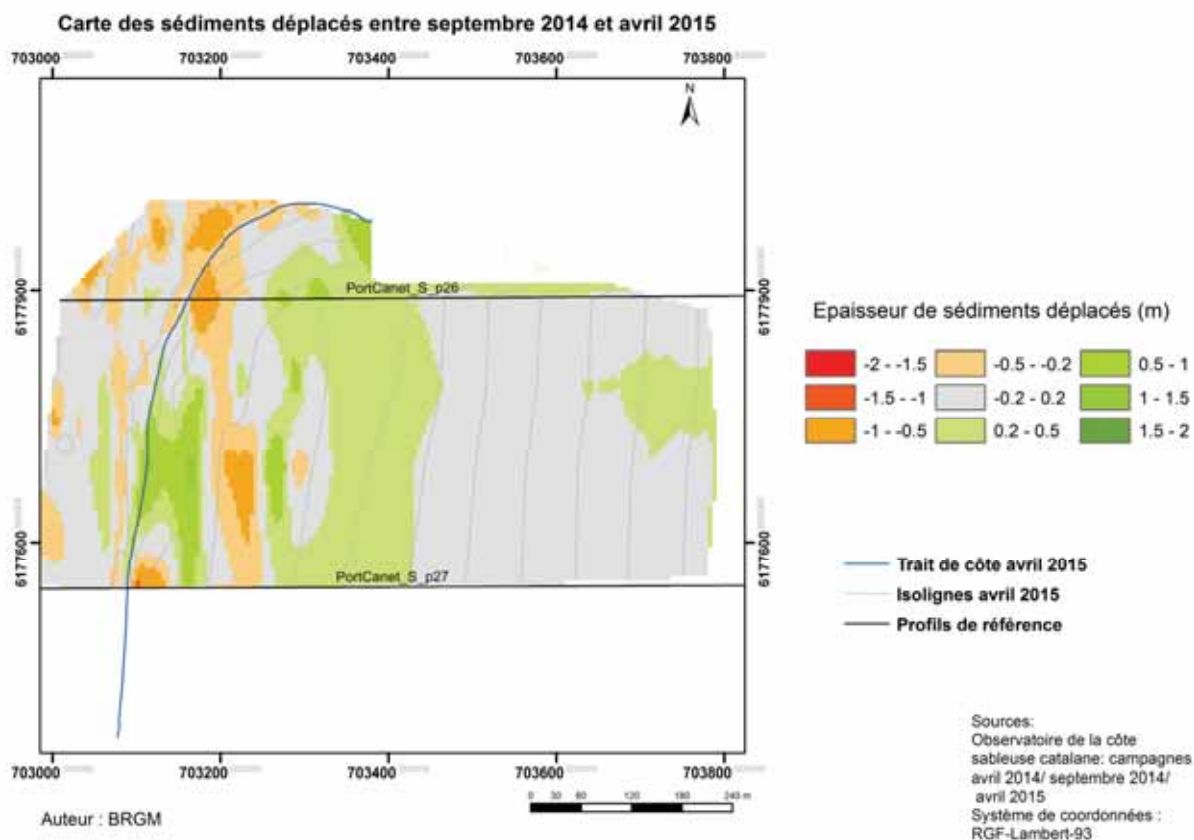 Carte des sédiments déplacés entre septembre 2014 et avril 2015
703000 703200 703400 703600 703800
N
6177900
PortCanet_S_p26
6177600
PortCanet_S_p27
703000 703200 703400 703600 703800
Epaisseur de sédiments déplacés (m)
-2 - -1.5 -0.5 - -0.2 0.5 - 1
-1.5 - -1 -0.2 - 0.2 1 - 1.5
-1 - -0.5 0.2 - 0.5 1.5 - 2
6177900
6177600
Trait de côte avril 2015
Isolignes avril 2015
Profils de référence
Sources:
Observatoire de la côte
sableuse catalane: campagnes
avril 2014/ septembre 2014/
avril 2015
Système de coordonnées :
RGF-Lambert-93
0 30 60 120 180 240 m
Auteur : BRGM